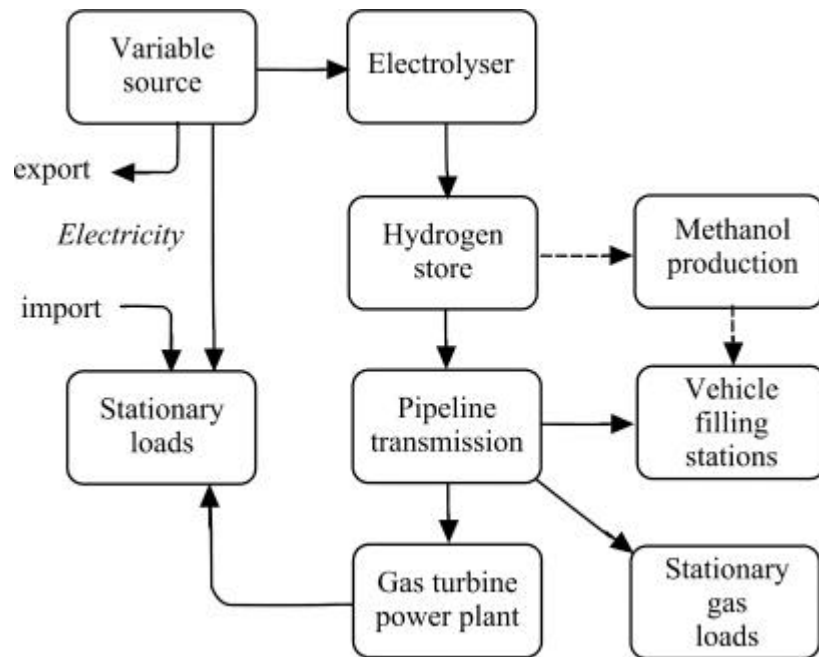 Variable
source
Electrolyser
export
Electricity
Hydrogen
store
Methanol
production
import
Stationary
loads
Pipeline
transmission
Vehicle
filling
stations
Gas turbine
power plant
Stationary
gas
loads